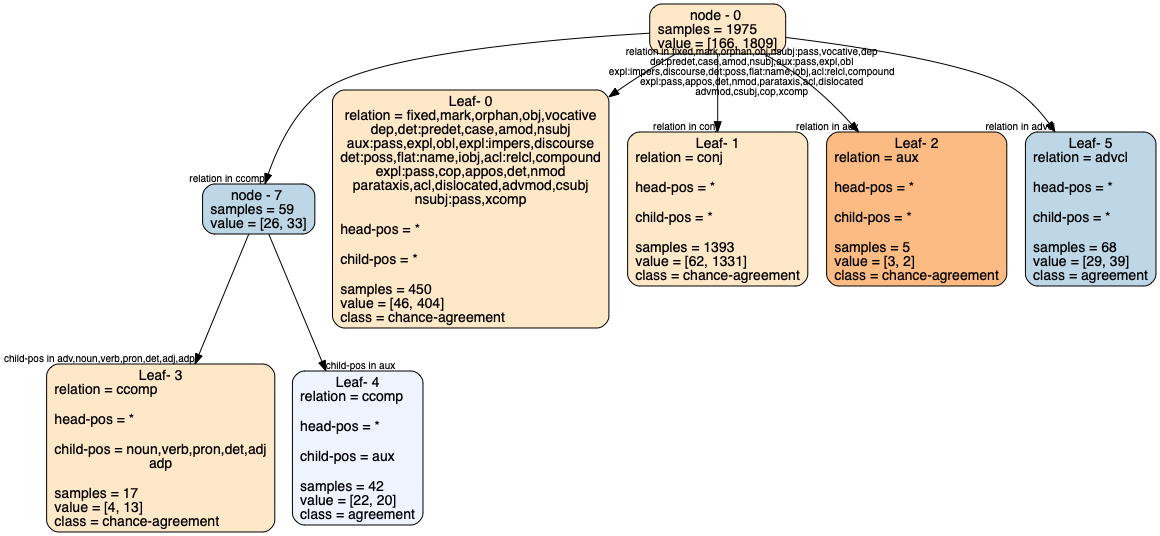 node - 0
samples = 1975
value = [166, 1809]
relation in fixed,mark,orphan,obj,nsubj:pass,vocative,dep
det:predet,case,amod,nsubj,aux:pass,expl,obl
expl:impers,discourse,det:poss,flat:name,iobj,acl:relcl,compound
expl:pass,appos,det,nmod,parataxis,acl,dislocated
advmod,csubj,cop,xcomp
Leaf- 0
relation = fixed,mark,orphan,obj,vocative
dep,det:predet,case,amod,nsubj
aux:pass,expl,obl,expl:impers,discourse
det:poss,flat:name,iobj,acl:relcl,compound
expl:pass,cop,appos,det,nmod
parataxis,acl,dislocated,advmod,csubj
nsubj:pass,xcomp
head-pos = *
child-pos = *
samples = 450
value = [46, 404]
class = chance-agreement
relation in conj
Leaf- 1
relation = conj
head-pos = *
child-pos = *
samples = 1393
value = [62, 1331]
class = chance-agreement
relation in aux
Leaf- 2
relation = aux
head-pos = *
child-pos = *
samples = 5
value = [3, 2]
class = chance-agreement
relation in advcl
Leaf- 5
relation = advcl
head-pos = *
child-pos = *
samples = 68
value = [29, 39]
class = agreement
relation in ccomp
node - 7
samples = 59
value = [26, 33]
child-pos in adv,noun,verb,pron,det,adj,adp
Leaf- 3
relation = ccomp
head-pos = *
child-pos = noun,verb,pron,det,adj
adp
samples = 17
value = [4, 13]
class = chance-agreement
child-pos in aux
Leaf- 4
relation = ccomp
head-pos = *
child-pos = aux
samples = 42
value = [22, 20]
class = agreement